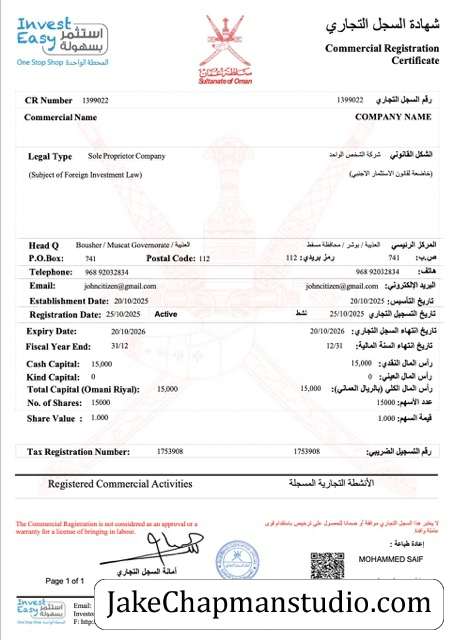 Invest Easy استثمر بسهولة
One Stop Shop المحطة الواحدة
سلطنة عمان
Sultanate of Oman
شهادة السجل التجاري
Commercial Registration
Certificate
CR Number 1399022 1399022 رقم السجل التجاري
Commercial Name COMPANY NAME
Legal Type Sole Proprietor Company شركة الشخص الواحد الشكل القانوني
(Subject of Foreign Investment Law) (خاضعة لقانون الاستثمار الاجنبي)
Head Q Bousher / Muscat Governorate / العذيبة العذيبة / بوشر / محافظة مسقط المركز الرئيسي
P.O.Box: 741 Postal Code: 112 رمز بريدي: 112 741 ص.ب:
Telephone: 968 92032834 968 92032834 هاتف:
Email: johncitizen@gmail.com johncitizen@gmail.com البريد الإلكتروني:
Establishment Date: 20/10/2025 20/10/2025 تاريخ التأسيس:
Registration Date: 25/10/2025 Active نشط 25/10/2025 تاريخ التسجيل التجاري
Expiry Date: 20/10/2026 20/10/2026 تاريخ انتهاء السجل التجاري:
Fiscal Year End: 31/12 12/31 تاريخ انتهاء السنة المالية:
Cash Capital: 15,000 15,000 رأس المال النقدي:
Kind Capital: 0 0 رأس المال العيني:
Total Capital (Omani Riyal): 15,000 15,000 رأس المال الكلي (بالريال العماني):
No. of Shares: 15000 15000 عدد الأسهم:
Share Value : 1.000 1.000 قيمة السهم:
Tax Registration Number: 1753908 1753908 رقم التسجيل الضريبي:
Registered Commercial Activities الأنشطة التجارية المسجلة
The Commercial Registration is not considered as an approval or a
warranty for a license of bringing in labour.
لا يعتبر هذا السجل التجاري موافقة أو ضمانا للحصول على ترخيص باستقدام قوى
عاملة وافدة
إعادة طباعة :
MOHAMMED SAIF
أمانة السجل التجاري
Page 1 of 1
Invest Easy استثمر بسهولة
One Stop Shop المحطة الواحدة
Email:
F: http:/
JakeChapmanstudio.com